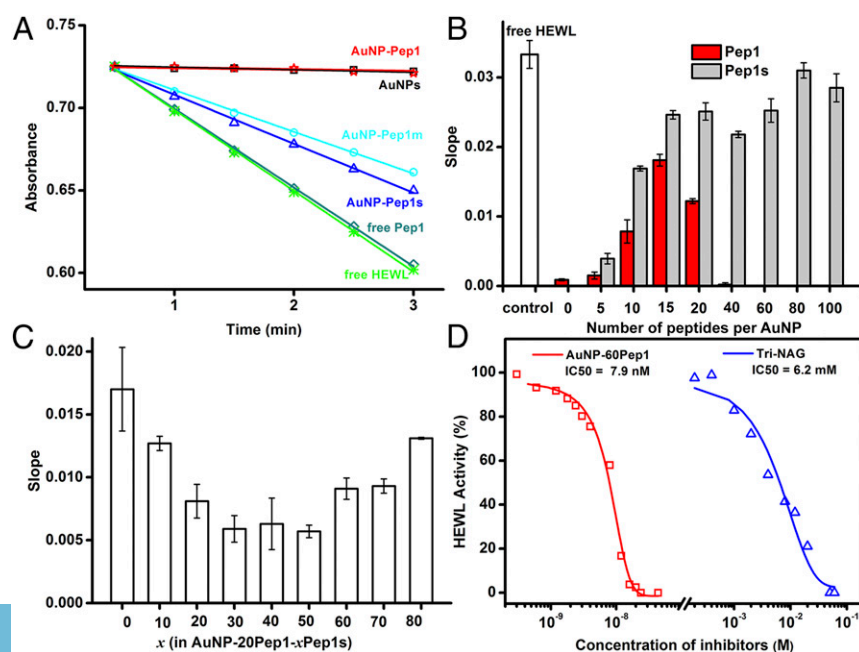 A
0.75
0.70
0.65
0.60
Absorbance
AuNP-Pep1
AuNPs
AuNP-Pep1m
AuNP-Pep1s
free Pep1
free HEWL
1
2
3
Time (min)
B
free HEWL
Pep1
Pep1s
0.03
0.02
0.01
0.00
Slope
control
0
5
10
15
20
40
60
80
100
Number of peptides per AuNP
C
0.020
0.015
0.010
0.005
0.000
Slope
0
10
20
30
40
50
60
70
80
x (in AuNP-20Pep1-xPep1s)
D
AuNP-60Pep1
IC50 = 7.9 nM
Tri-NAG
IC50 = 6.2 mM
100
80
60
40
20
0
HEWL Activity (%)
10⁻⁹
10⁻⁸
10⁻³
10⁻²
10⁻¹
Concentration of inhibitors (M)